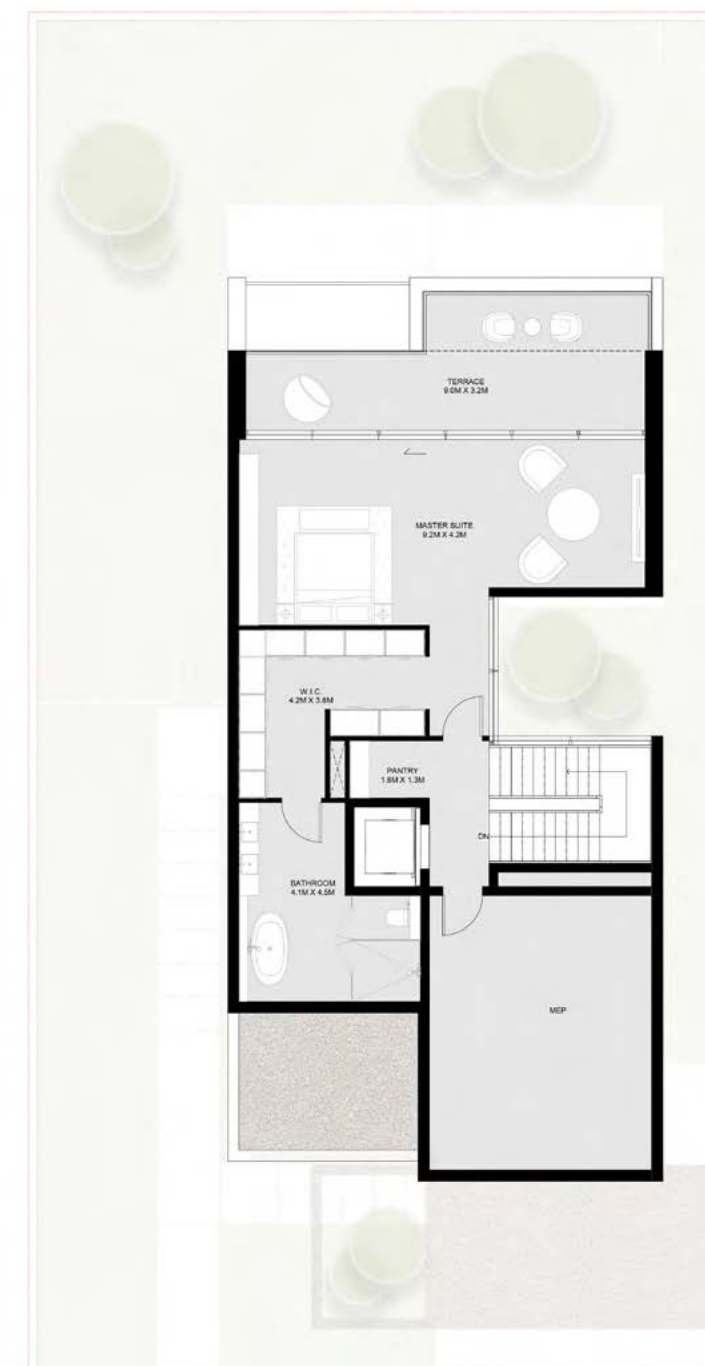 TERRACE
9.0M X 3.2M
MASTER SUITE
9.2M X 4.2M
W.I.C.
4.2M X 3.8M
PANTRY
1.8M X 1.3M
DN
BATHROOM
4.1M X 4.5M
MEP